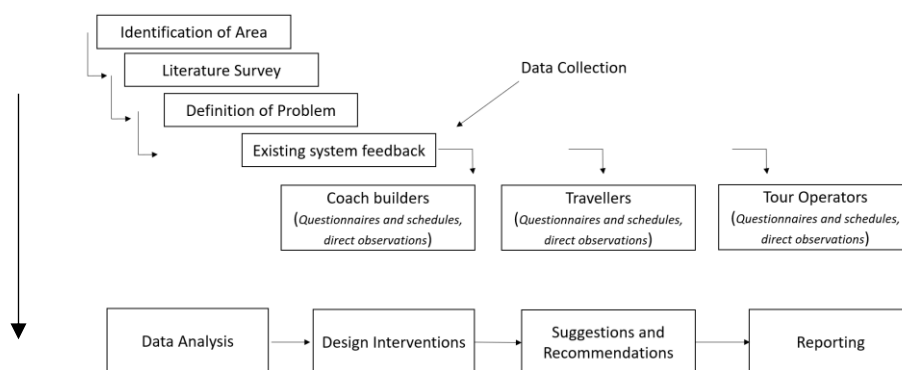 Identification of Area
Literature Survey
Data Collection
Definition of Problem
Existing system feedback
Coach builders
(Questionnaires and schedules,
direct observations)
Travellers
(Questionnaires and schedules,
direct observations)
Tour Operators
(Questionnaires and schedules,
direct observations)
Data Analysis
Design Interventions
Suggestions and
Recommendations
Reporting